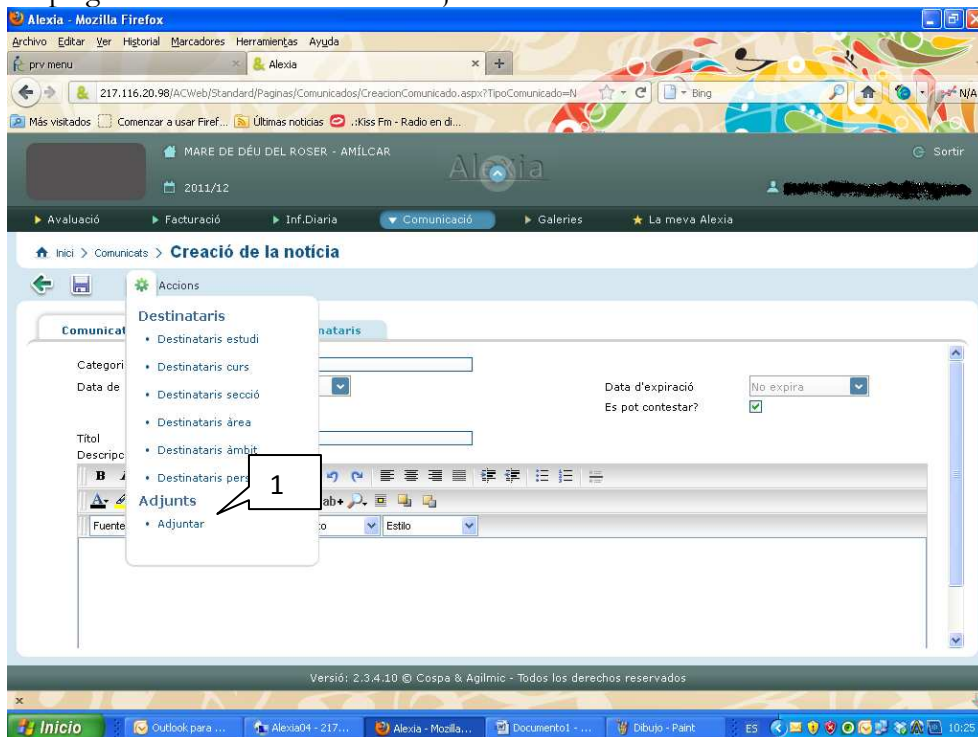 Alexia - Mozilla Firefox
Archivo Editar Ver Historial Marcadores Herramientas Ayuda
prv menu × Alexia × +
217.116.20.98/ACWeb/Standard/Paginas/Comunicados/CreacionComunicado.aspx?TipoComunicado=N Bing N/A
Más visitados Comenzar a usar Firef... Últimas noticias .:Kiss Fm - Radio en di...
MARE DE DÉU DEL ROSER - AMÍLCAR Alexia Sortir
2011/12
Avaluació Facturació Inf.Diaria Comunicació Galeries La meva Alexia
Inici > Comunicats > Creació de la notícia
Accions
Destinataris
Comunicat nataris
• Destinataris estudi
Categori • Destinataris curs
Data de Data d'expiració No expira
• Destinataris secció
Es pot contestar?
• Destinataris àrea
Títol
• Destinataris àmbit
Descripc
B • Destinataris pers 1
A Adjunts ab+
Fuente • Adjuntar Estilo
Versió: 2.3.4.10 © Cospa & Agilmic - Todos los derechos reservados
×
Inicio Outlook para ... Alexia04 - 217... Alexia - Mozilla... Documento1 - ... Dibujo - Paint ES 10:25